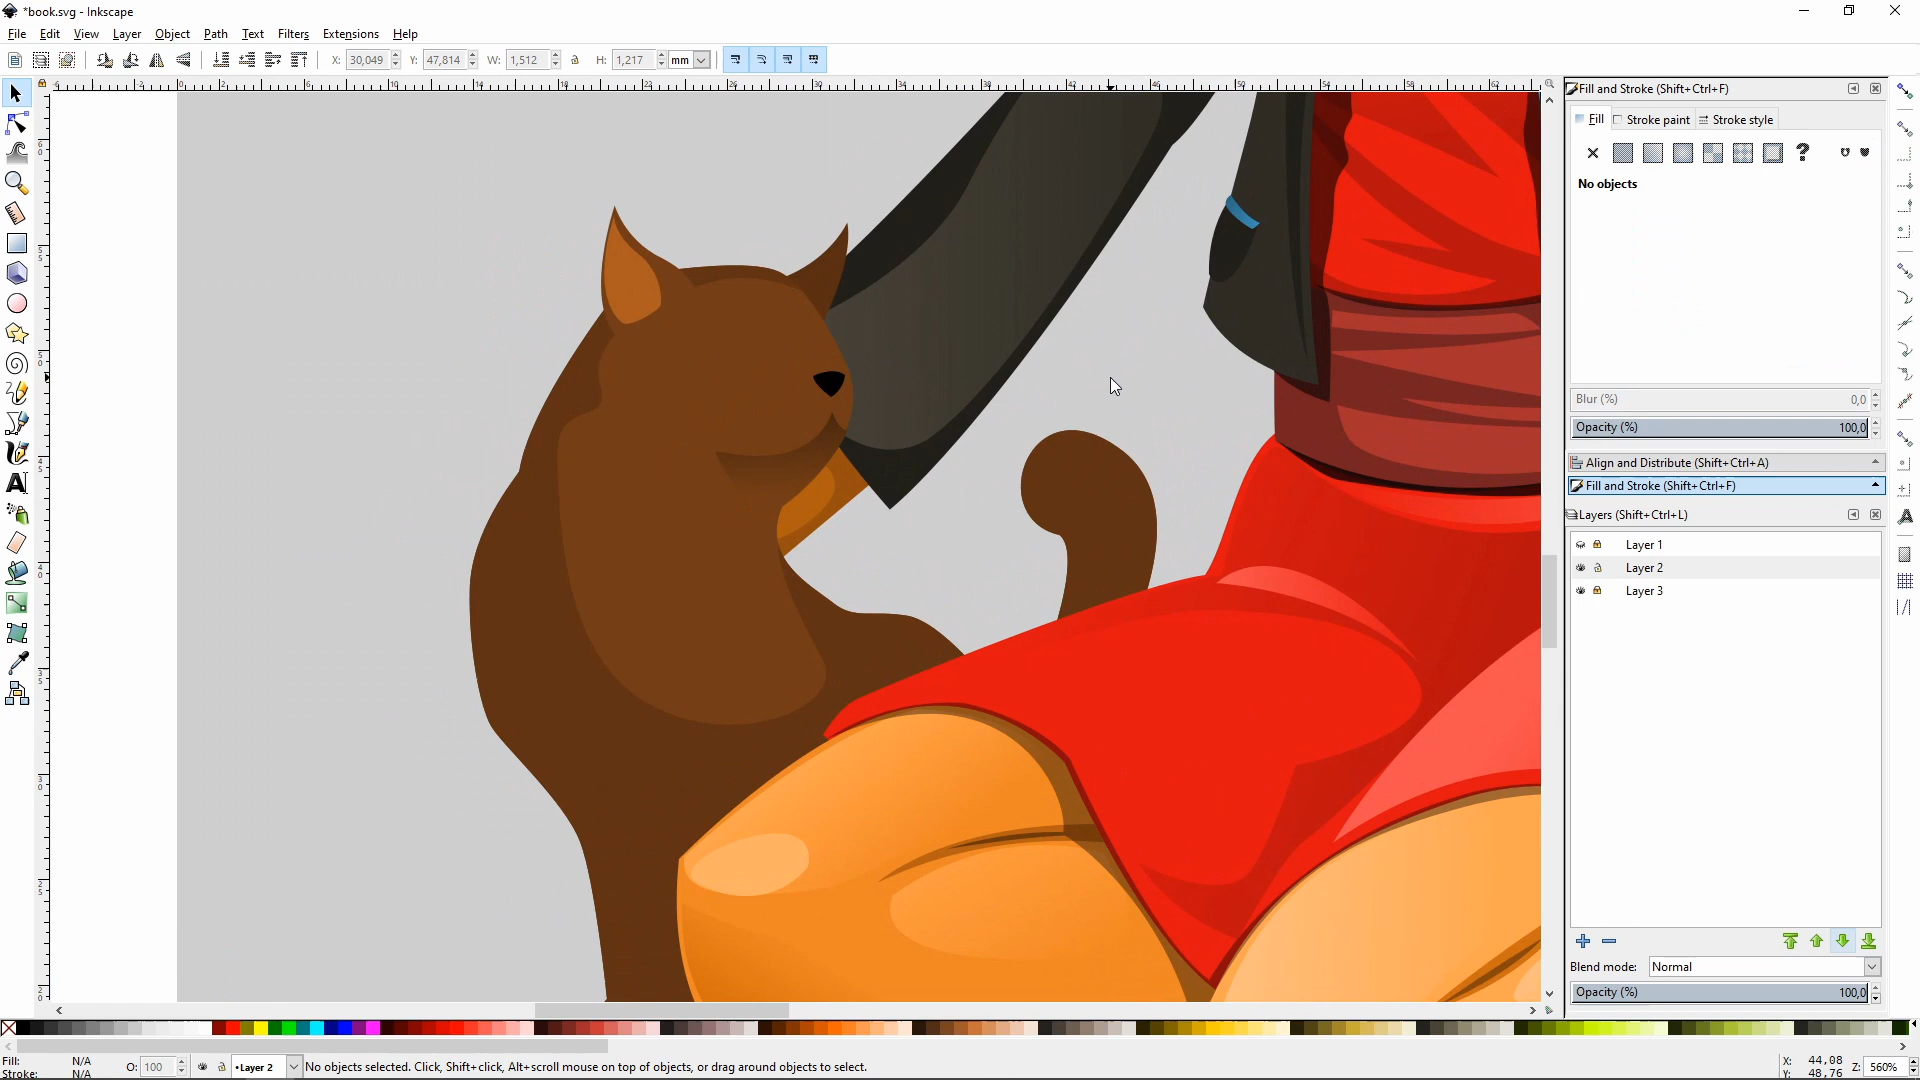 *book.svg - Inkscape
File Edit View Layer Object Path Text Filters Extensions Help
X: 30,049 Y: 47,814 W: 1,512 H: 1,217 mm
Fill and Stroke (Shift+Ctrl+F)
Fill Stroke paint Stroke style
No objects
Blur (%) 0,0
Opacity (%) 100,0
Align and Distribute (Shift+Ctrl+A)
Fill and Stroke (Shift+Ctrl+F)
Layers (Shift+Ctrl+L)
Layer 1
Layer 2
Layer 3
Blend mode: Normal
Opacity (%) 100,0
Fill: N/A
Stroke: N/A
O: 100
•Layer 2
No objects selected. Click, Shift+click, Alt+scroll mouse on top of objects, or drag around objects to select.
X: 44,08
Y: 48,76
Z: 560%